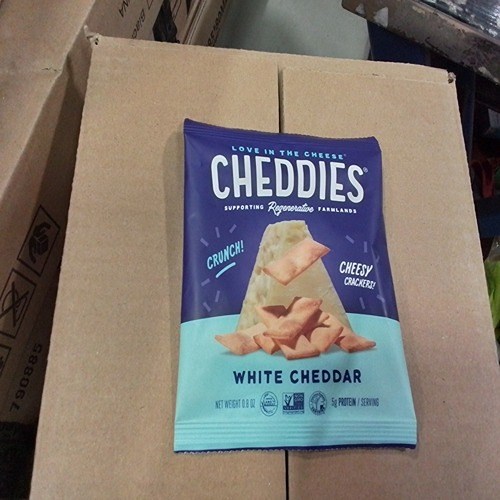 LOVE IN THE CHEESE
CHEDDIES
SUPPORTING Regenerative FARMLANDS
CRUNCH!
CHEESY
CRACKERS!
WHITE CHEDDAR
NET WEIGHT 0.8 OZ
5g PROTEIN / SERVING
790895